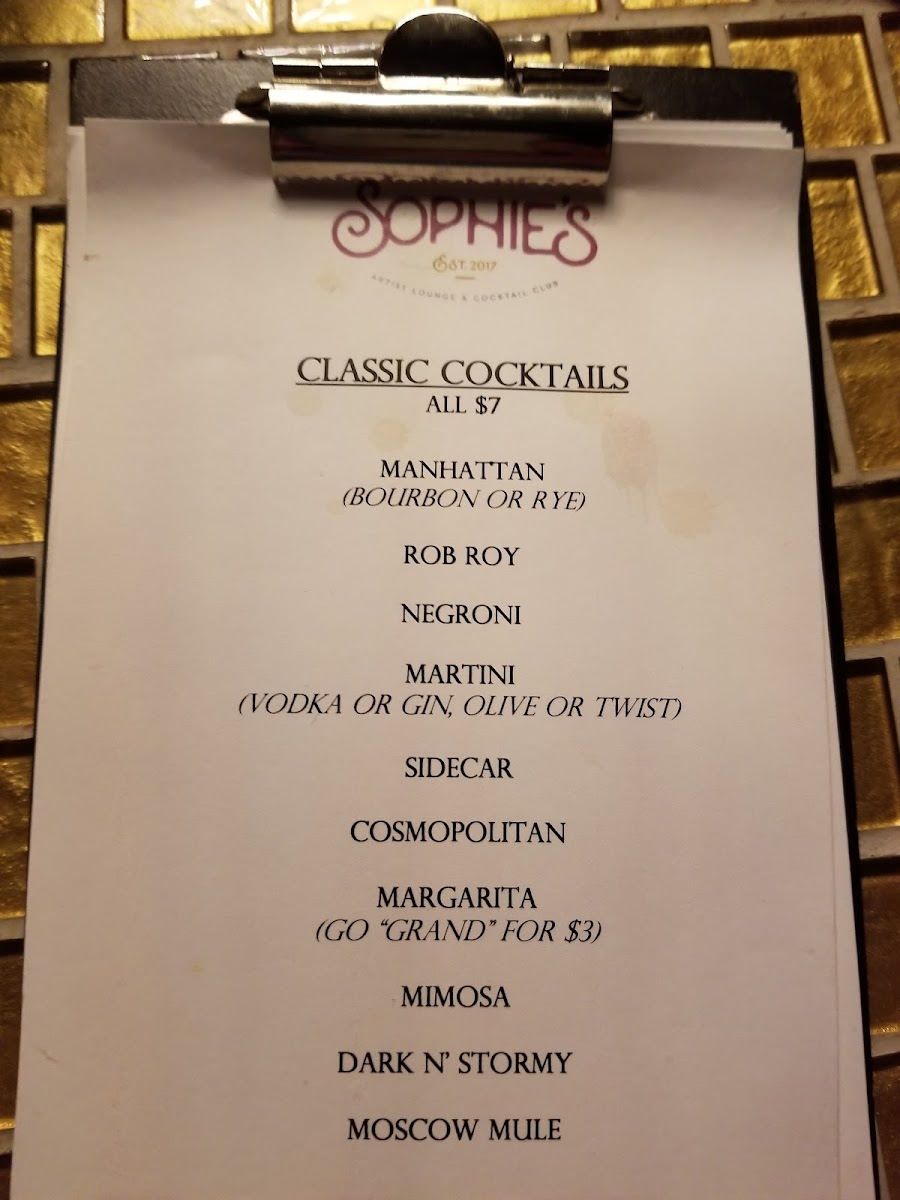 SOPHIE'S
EST. 2017
ARTIST LOUNGE & COCKTAIL CLUB
CLASSIC COCKTAILS
ALL $7
MANHATTAN
(BOURBON OR RYE)
ROB ROY
NEGRONI
MARTINI
(VODKA OR GIN, OLIVE OR TWIST)
SIDECAR
COSMOPOLITAN
MARGARITA
(GO “GRAND” FOR $3)
MIMOSA
DARK N’ STORMY
MOSCOW MULE